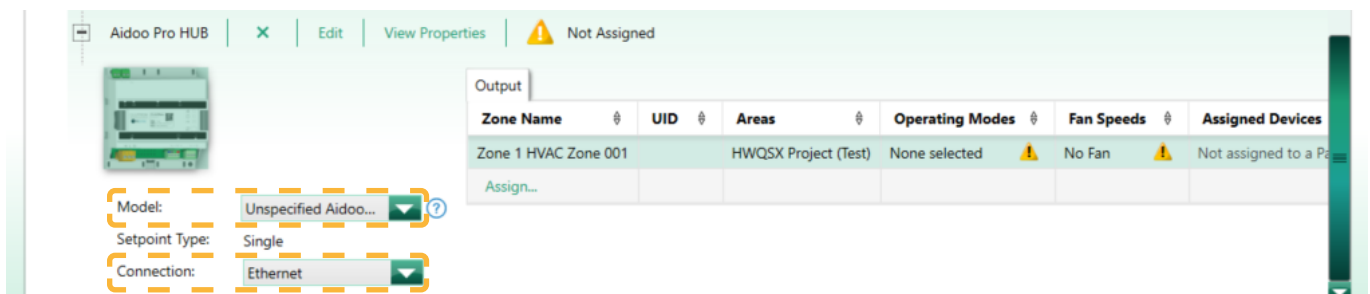 Aidoo Pro HUB Edit View Properties Not Assigned
Output
Zone Name UID Areas Operating Modes Fan Speeds Assigned Devices
Zone 1 HVAC Zone 001 HWQSX Project (Test) None selected No Fan Not assigned to a Pa
Assign...
Model: Unspecified Aidoo... ?
Setpoint Type: Single
Connection: Ethernet